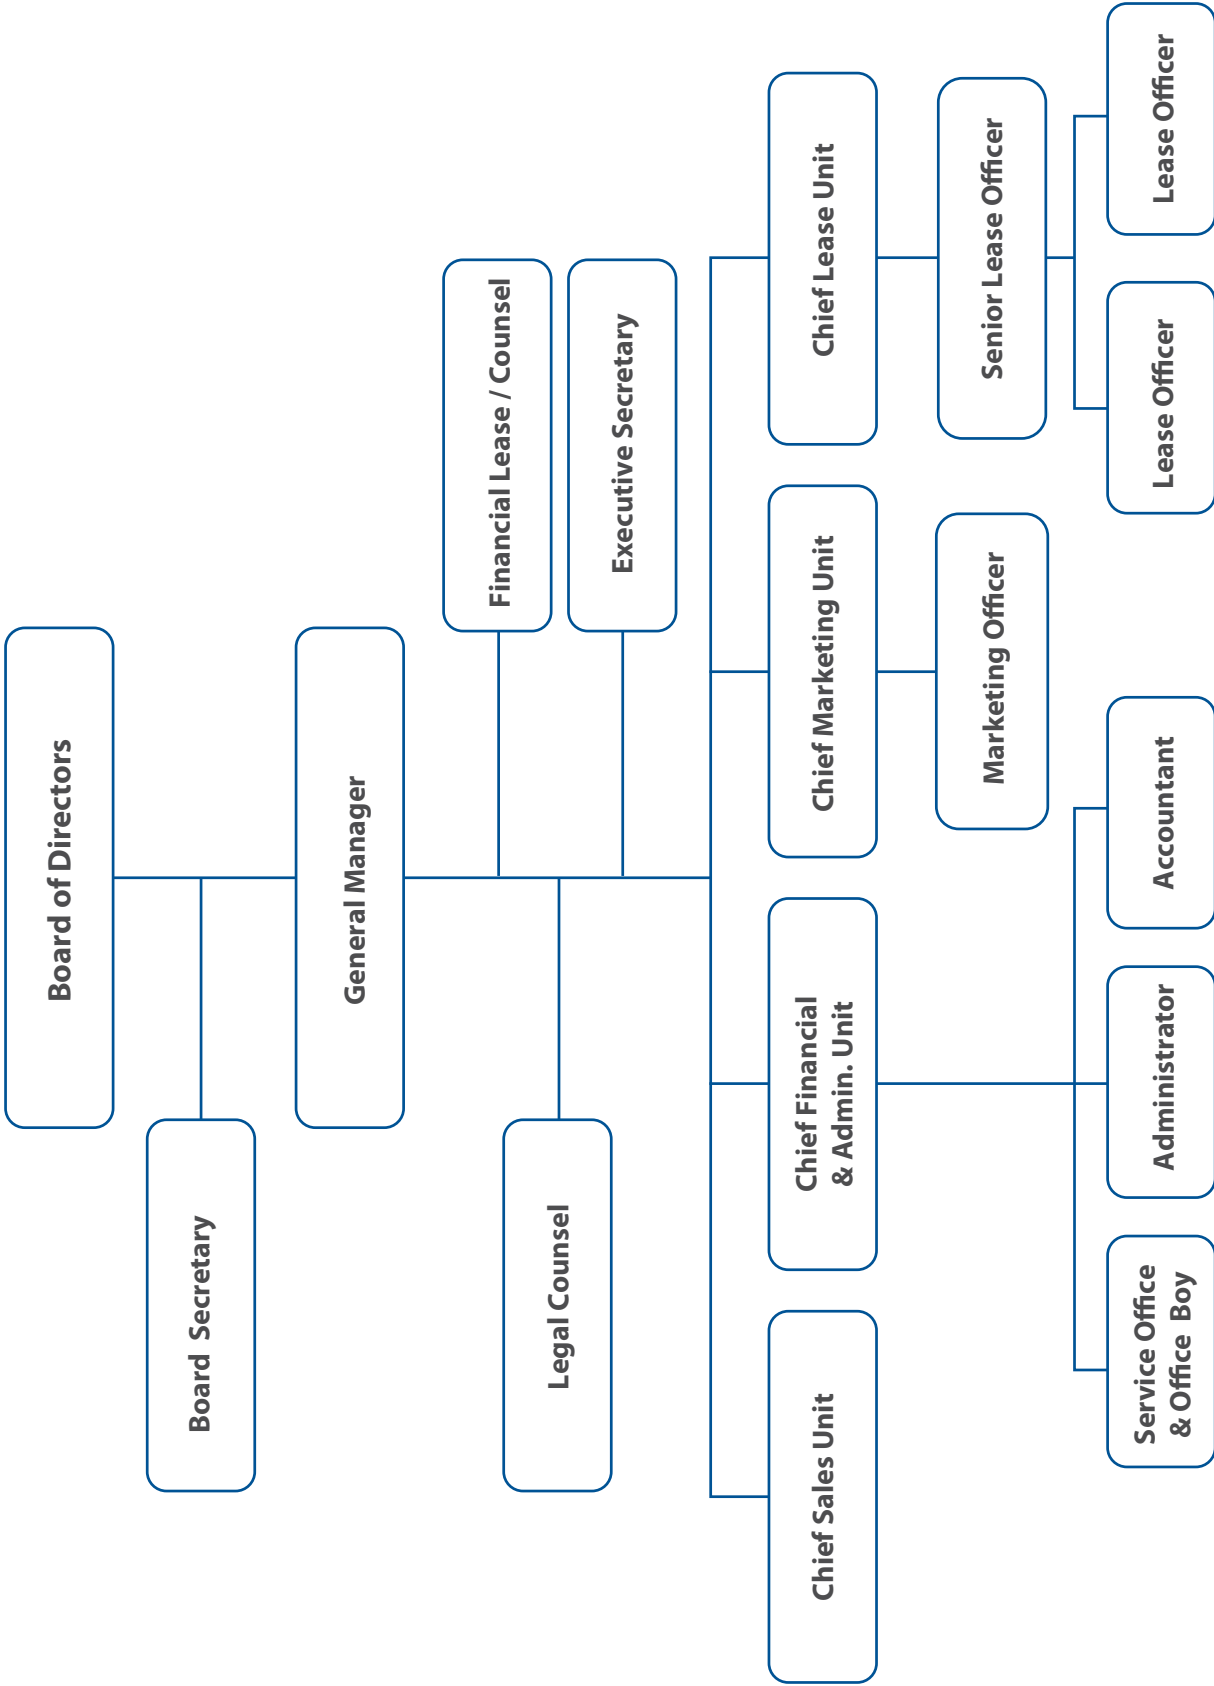 Board of Directors
Board  Secretary
General Manager
Financial Lease / Counsel
Legal Counsel
Executive Secretary
Chief Sales Unit
Chief Financial
& Admin. Unit
Chief Marketing Unit
Chief Lease Unit
Marketing Officer
Senior Lease Officer
Service Office
& Office  Boy
Administrator
Accountant
Lease Officer
Lease Officer